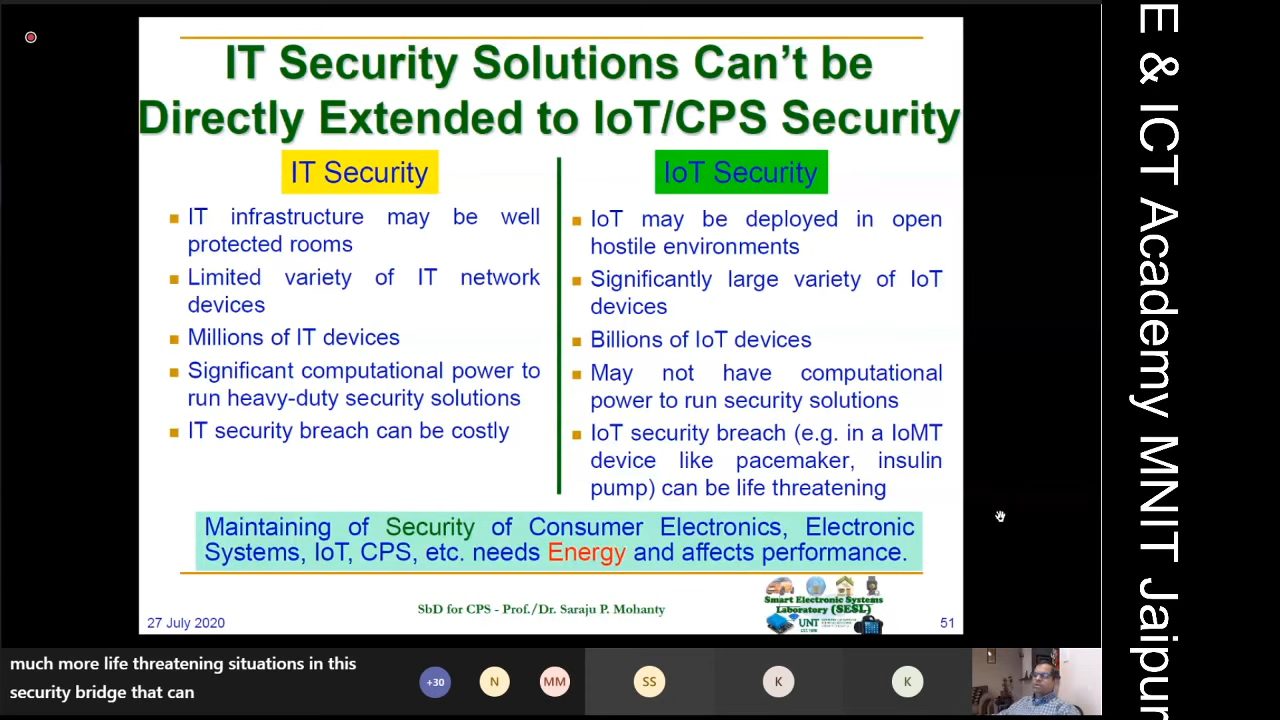 IT Security Solutions Can't be
Directly Extended to IoT/CPS Security
IT Security
IT infrastructure may be well
protected rooms
Limited variety of IT network
devices
Millions of IT devices
Significant computational power to
run heavy-duty security solutions
IT security breach can be costly
IoT Security
IoT may be deployed in open
hostile environments
Significantly large variety of IoT
devices
Billions of IoT devices
May not have computational
power to run security solutions
IoT security breach (e.g. in a IoMT
device like pacemaker, insulin
pump) can be life threatening
Maintaining of Security of Consumer Electronics, Electronic
Systems, IoT, CPS, etc. needs Energy and affects performance.
27 July 2020
SbD for CPS - Prof./Dr. Saraju P. Mohanty
Smart Electronic Systems
Laboratory (SESL)
UNT
51
much more life threatening situations in this
security bridge that can
+30
N
MM
SS
K
K
E & ICT Academy MNIT Jaipur